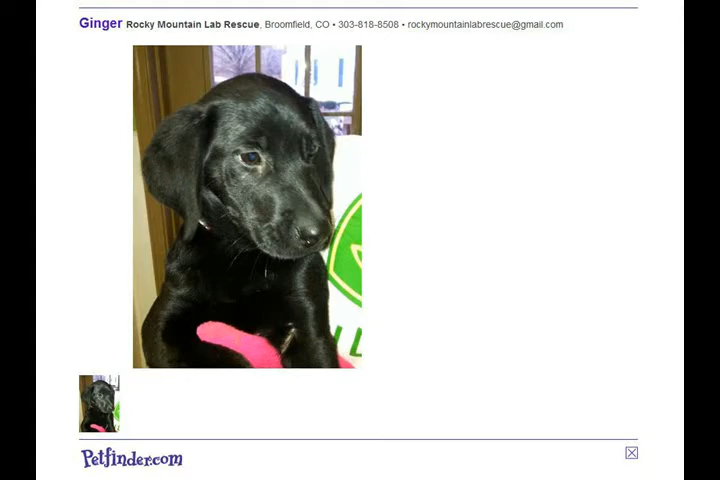 Ginger Rocky Mountain Lab Rescue, Broomfield, CO • 303-818-8508 • rockymountainlabrescue@gmail.com
Petfinder.com